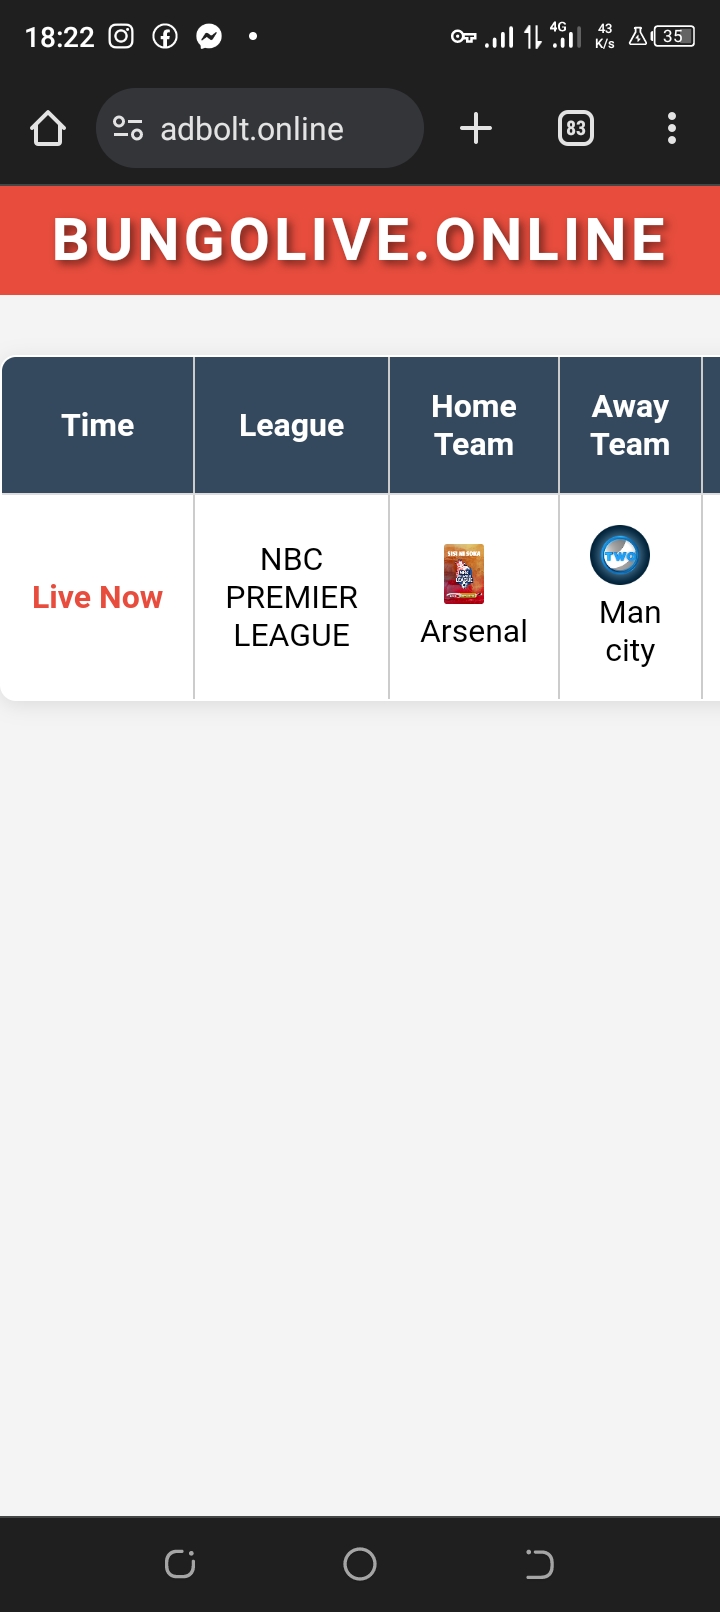 18:22
4G
43
K/s
35
adbolt.online
83
BUNGOLIVE.ONLINE
Time
League
Home
Team
Away
Team
Live Now
NBC
PREMIER
LEAGUE
Arsenal
TWO
Man
city